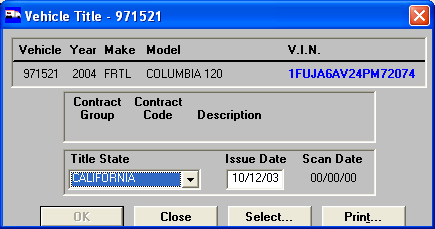 Vehicle Title - 971521
Vehicle Year Make Model V.I.N.
971521 2004 FRTL COLUMBIA 120 1FUJA6AV24PM72074
Contract Group Contract Code Description
Title State Issue Date Scan Date
CALIFORNIA 10/12/03 00/00/00
OK Close Select... Print...